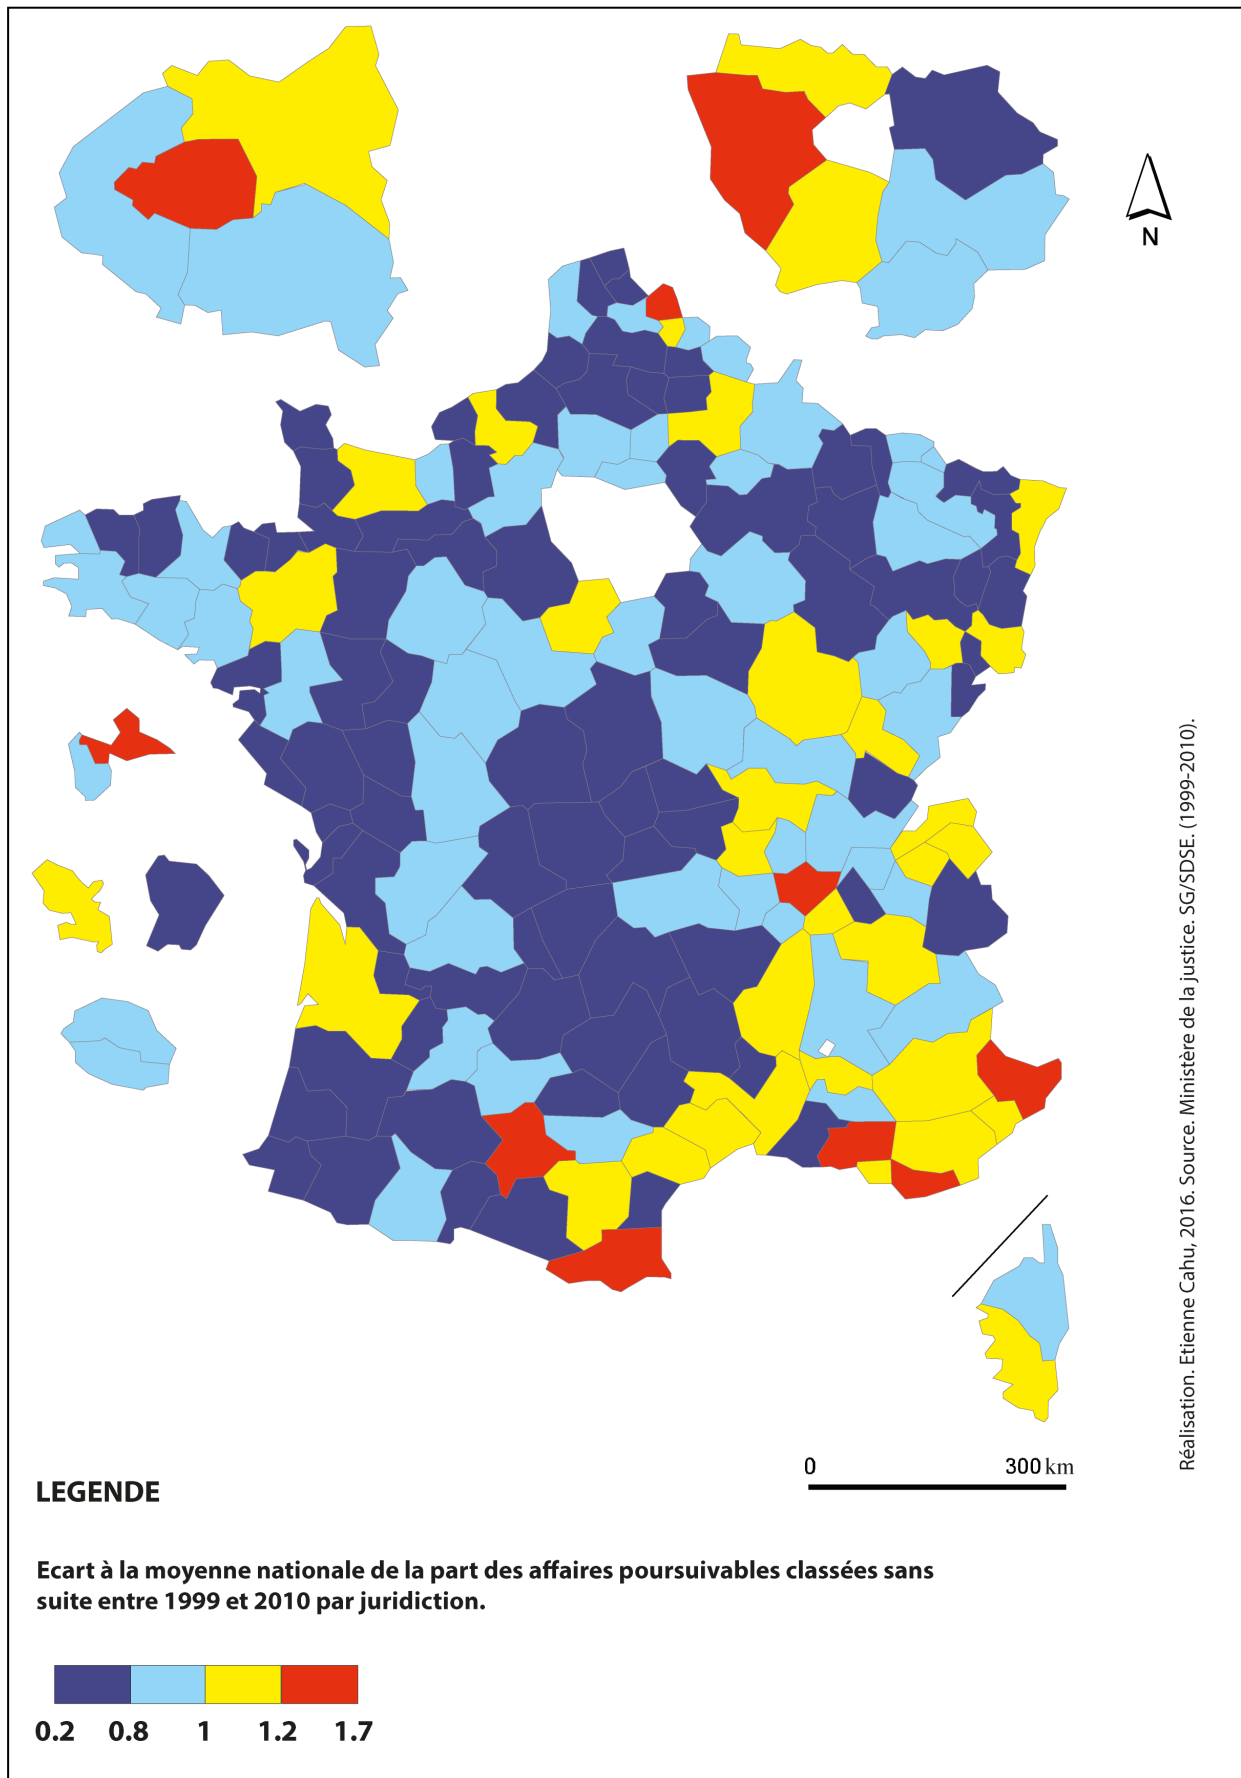 N
Réalisation. Etienne Cahu, 2016. Source. Ministère de la justice. SG/SDSE. (1999-2010).
0 300 km
LEGENDE
Ecart à la moyenne nationale de la part des affaires poursuivables classées sans
suite entre 1999 et 2010 par juridiction.
0.2 0.8 1 1.2 1.7